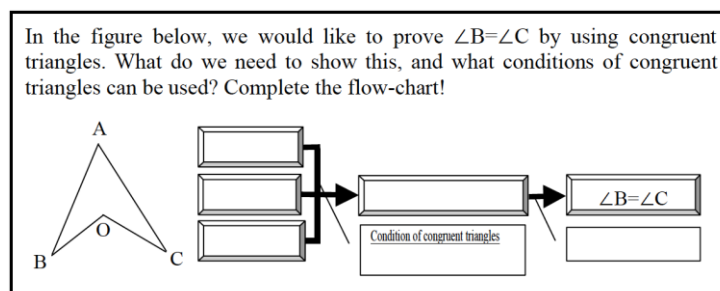 In the figure below, we would like to prove ∠B=∠C by using congruent
triangles. What do we need to show this, and what conditions of congruent
triangles can be used? Complete the flow-chart!
A
O
B
C
∠B=∠C
Condition of congruent triangles